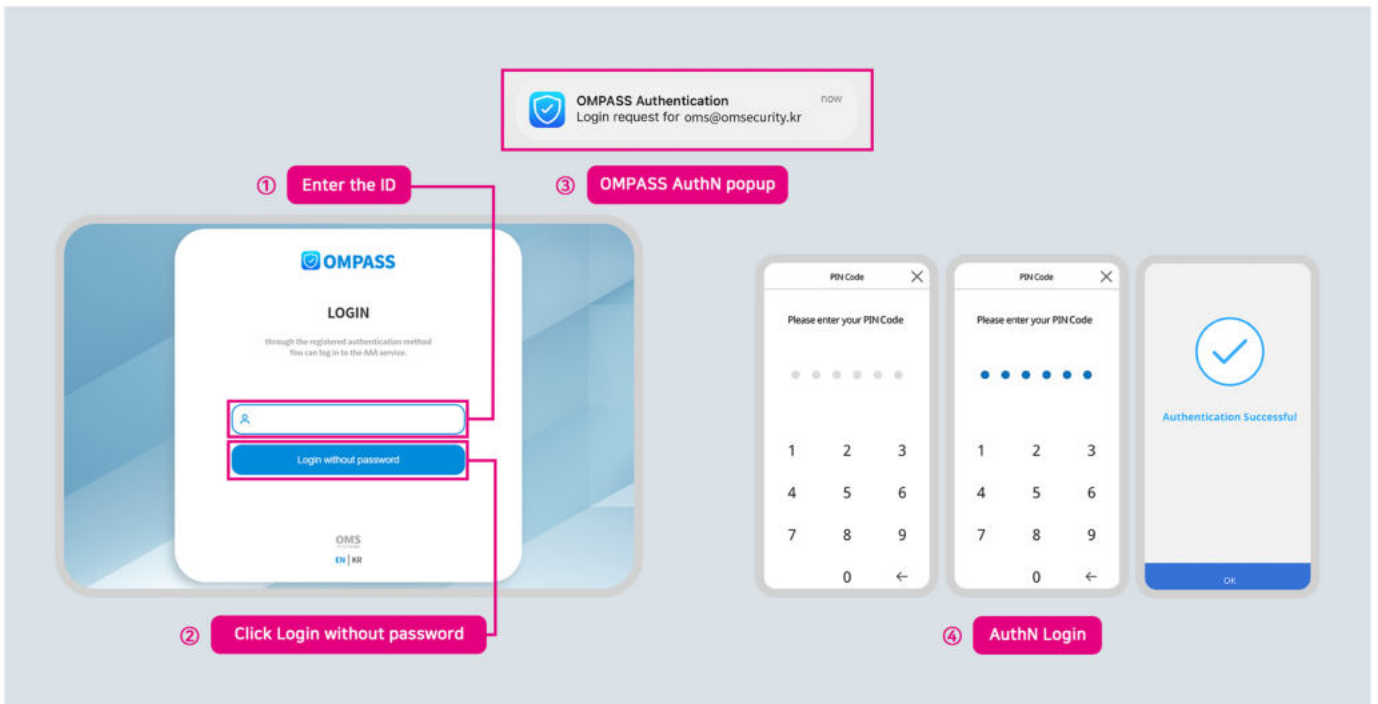 OMPASS Authentication now
Login request for oms@omsecurity.kr
① Enter the ID
③ OMPASS AuthN popup
OMPASS
LOGIN
through the registered authentication method
You can log in to the AAA service.
Login without password
OMS
EN | KR
② Click Login without password
PIN Code
Please enter your PIN Code
1 2 3
4 5 6
7 8 9
0 ←
PIN Code
Please enter your PIN Code
1 2 3
4 5 6
7 8 9
0 ←
Authentication Successful
OK
④ AuthN Login